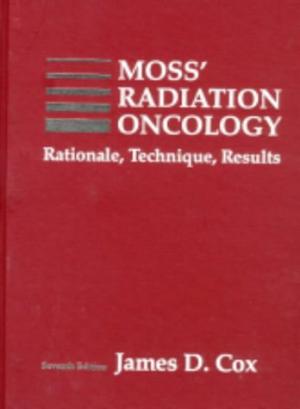 MOSS'
RADIATION
ONCOLOGY
Rationale, Technique, Results
Seventh Edition James D. Cox